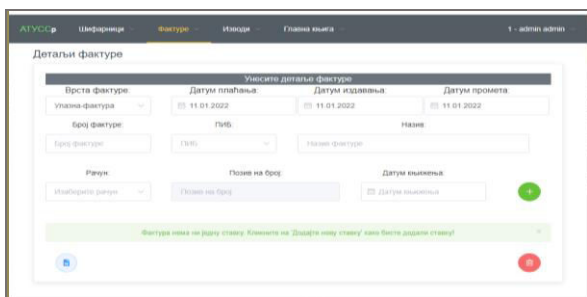 АТУССр Шифарници Фактуре Изводи Главна књига 1 - admin admin
Детаљи фактуре
Унесите детаље фактуре
Врста фактуре: Датум плаћања: Датум издавања: Датум промета:
Улазна фактура 11.01.2022 11.01.2022 11.01.2022
Број фактуре: ПИБ: Назив:
Број фактуре ПИБ: Назив фактуре
Рачун: Позив на број: Датум књижења:
Изаберите рачун Позив на број Датум књижења
Фактура нема ни једну ставку. Кликните на 'Додајте нову ставку' како бисте додали ставку!